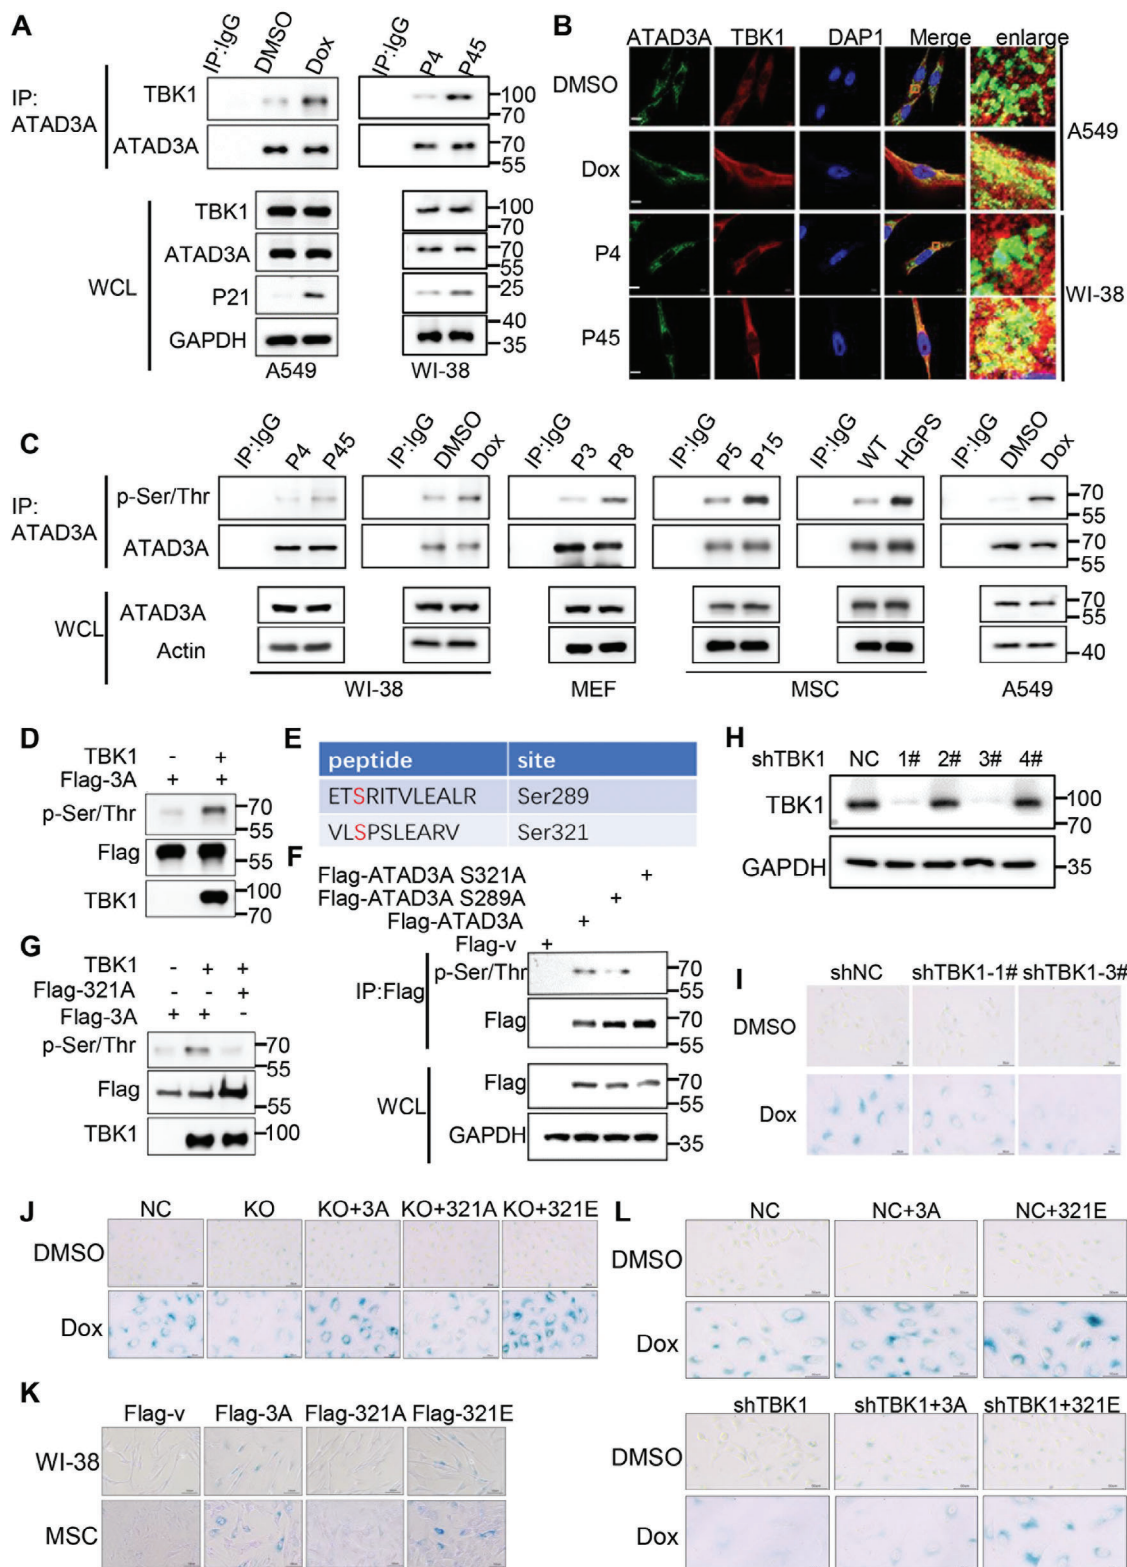 A
IP:IgG DMSO Dox IP:IgG P4 P45
IP:
ATAD3A
TBK1 100
70
ATAD3A 70
55
WCL
TBK1 100
70
ATAD3A 70
55
P21 25
GAPDH 40
35
A549 WI-38
B
ATAD3A TBK1 DAP1 Merge enlarge
DMSO
Dox
A549
P4
P45
WI-38
C
IP:IgG P4 P45 IP:IgG DMSO Dox IP:IgG P3 P8 IP:IgG P5 P15 IP:IgG WT HGPS IP:IgG DMSO Dox
IP:
ATAD3A
p-Ser/Thr 70
55
ATAD3A 70
55
WCL
ATAD3A 70
55
Actin 40
WI-38 MEF MSC A549
D
TBK1 - +
Flag-3A + +
p-Ser/Thr 70
55
Flag 55
TBK1 100
70
E
peptide site
ETSRITVLEALR Ser289
VLSPSLEARV Ser321
F
Flag-ATAD3A S321A +
Flag-ATAD3A S289A +
Flag-ATAD3A +
Flag-v +
IP:Flag
p-Ser/Thr 70
55
Flag 70
55
WCL
Flag 70
55
GAPDH 35
G
TBK1 - + +
Flag-321A - - +
Flag-3A + + -
p-Ser/Thr 70
55
Flag 55
TBK1 100
H
shTBK1 NC 1# 2# 3# 4#
TBK1 100
70
GAPDH 35
I
shNC shTBK1-1# shTBK1-3#
DMSO
Dox
J
NC KO KO+3A KO+321A KO+321E
DMSO
Dox
K
Flag-v Flag-3A Flag-321A Flag-321E
WI-38
MSC
L
NC NC+3A NC+321E
DMSO
Dox
shTBK1 shTBK1+3A shTBK1+321E
DMSO
Dox